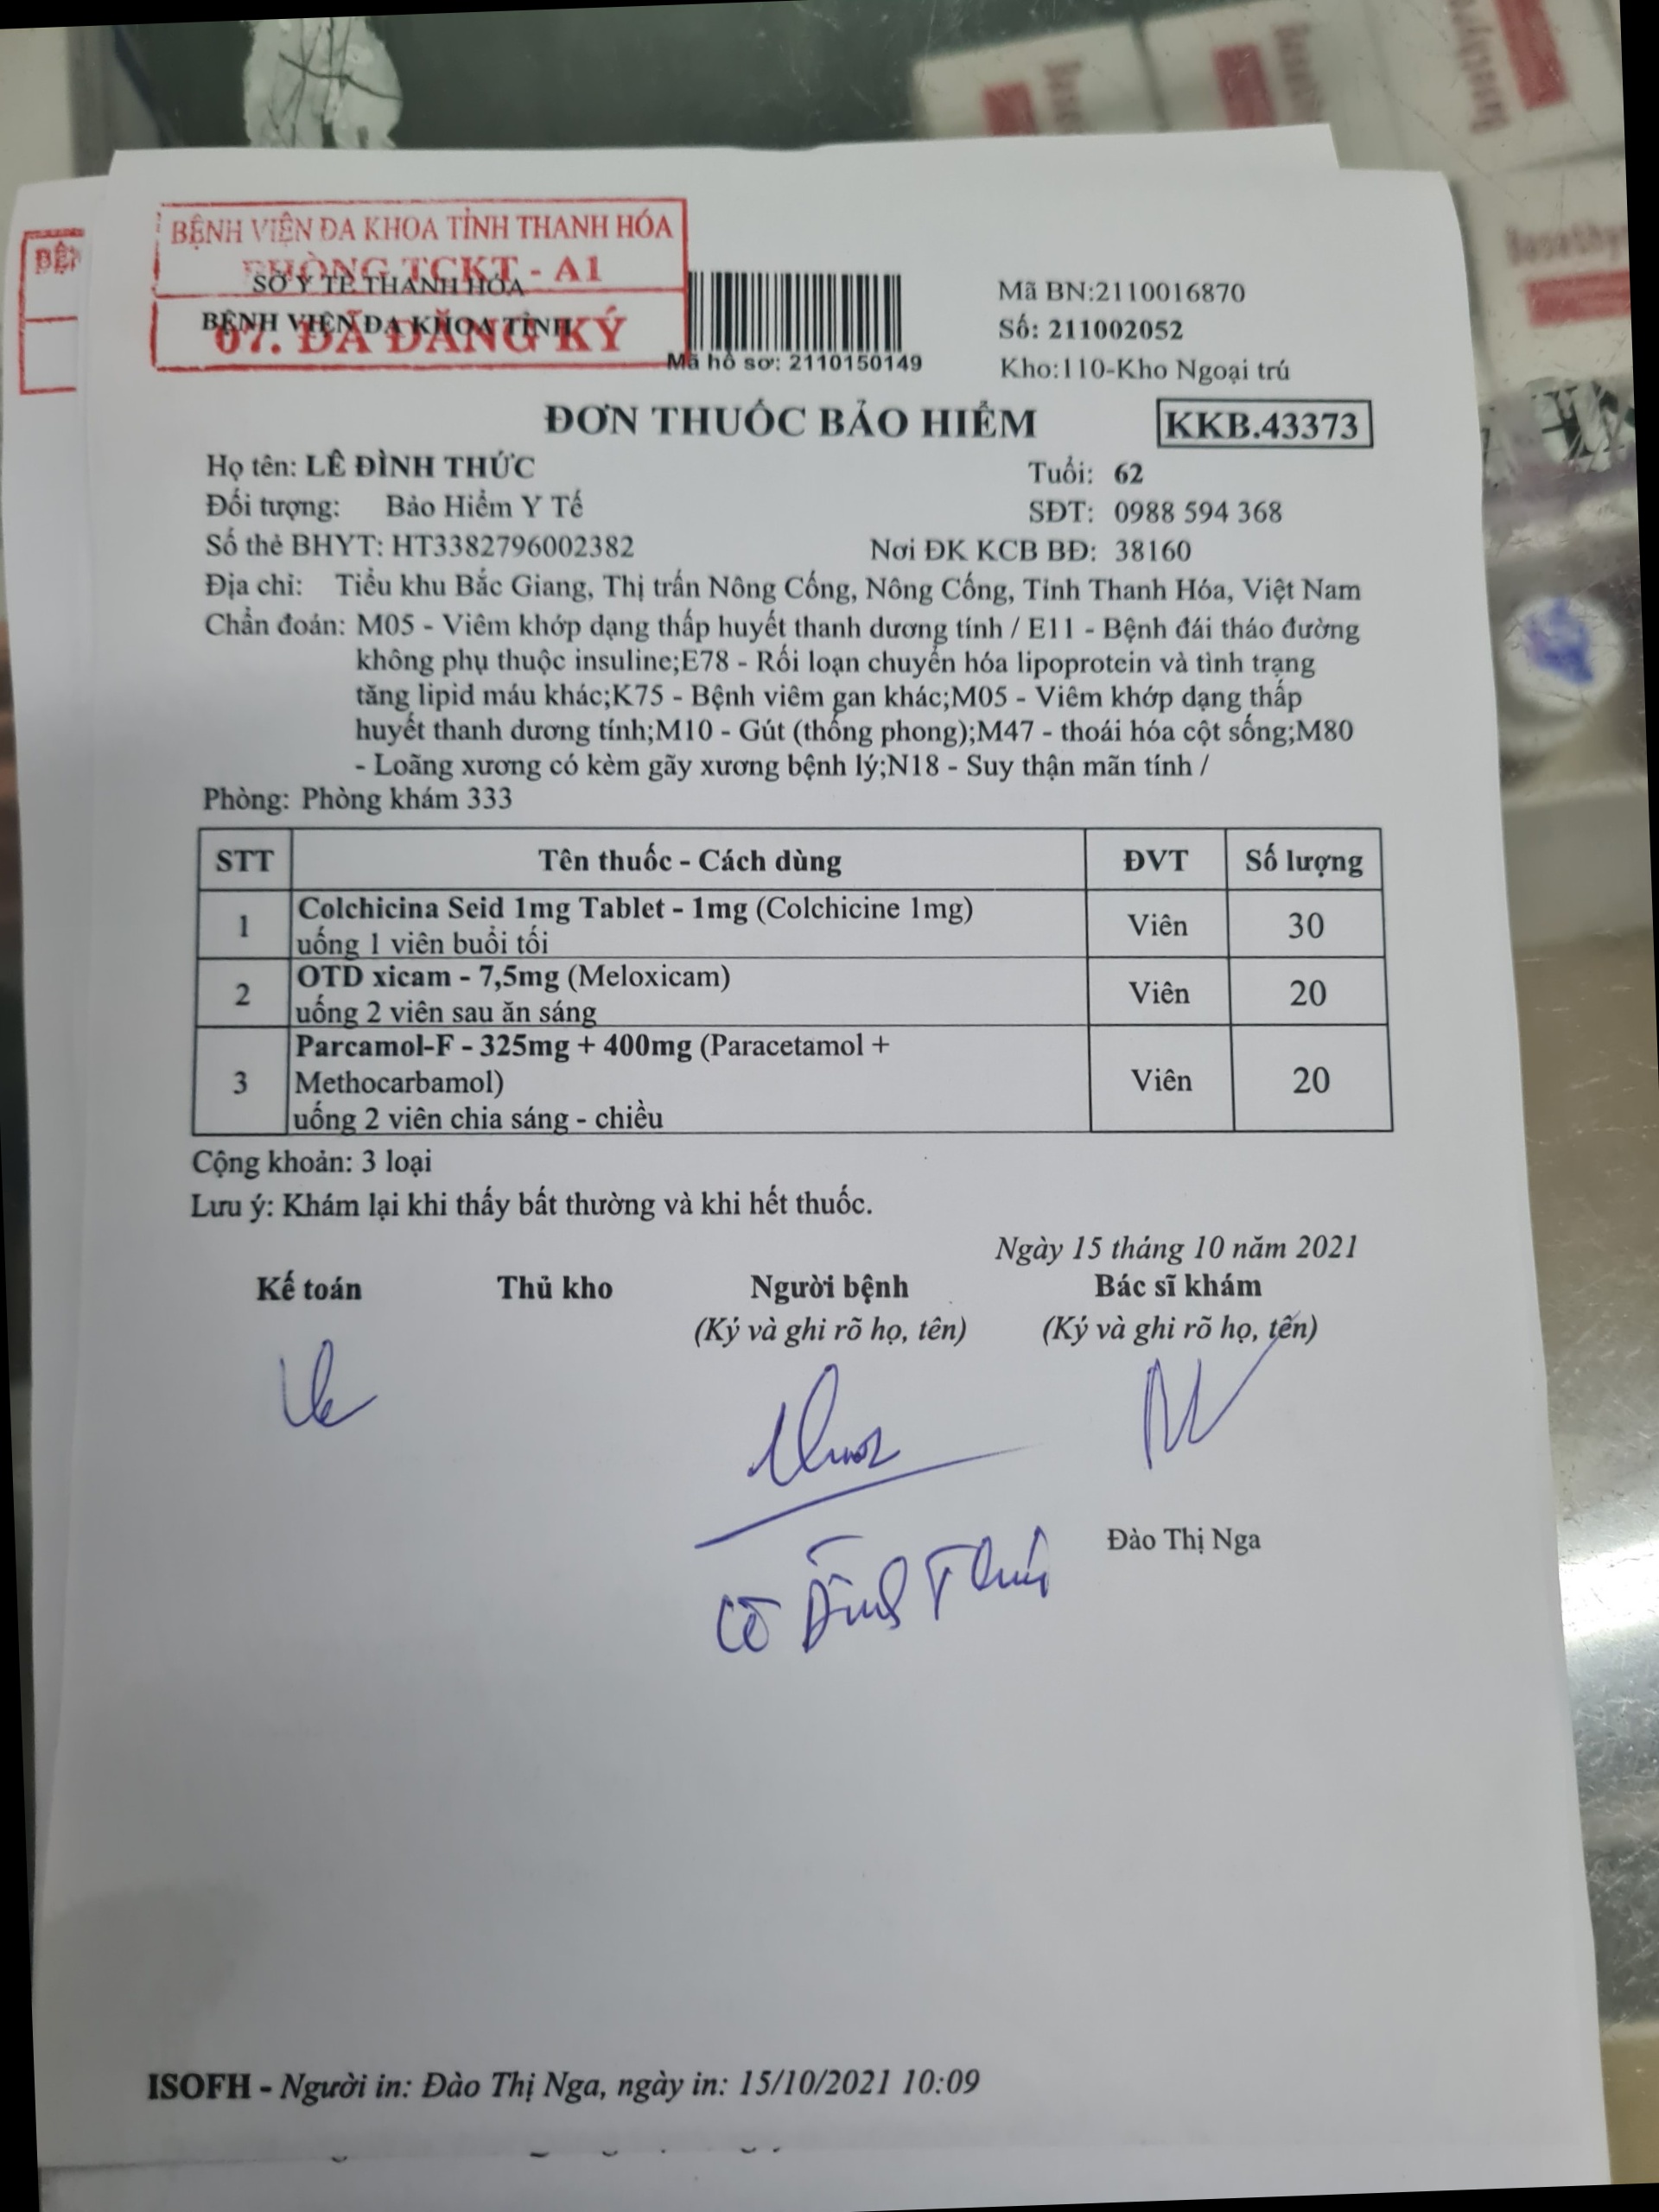 BỆNH VIỆN ĐA KHOA TỈNH THANH HÓA
PHÒNG TCKT - A1
07. ĐÃ ĐĂNG KÝ
SỞ Y TẾ THANH HÓA
BỆNH VIỆN ĐA KHOA TỈNH
Mã hồ sơ: 2110150149
Mã BN:2110016870
Số: 211002052
Kho:110-Kho Ngoại trú
ĐƠN THUỐC BẢO HIỂM
KKB.43373
Họ tên: LÊ ĐÌNH THỨC
Tuổi: 62
Đối tượng: Bảo Hiểm Y Tế
SĐT: 0988 594 368
Số thẻ BHYT: HT3382796002382
Nơi ĐK KCB BĐ: 38160
Địa chỉ: Tiểu khu Bắc Giang, Thị trấn Nông Cống, Nông Cống, Tỉnh Thanh Hóa, Việt Nam
Chẩn đoán: M05 - Viêm khớp dạng thấp huyết thanh dương tính / E11 - Bệnh đái tháo đường
không phụ thuộc insuline;E78 - Rối loạn chuyển hóa lipoprotein và tình trạng
tăng lipid máu khác;K75 - Bệnh viêm gan khác;M05 - Viêm khớp dạng thấp
huyết thanh dương tính;M10 - Gút (thống phong);M47 - thoái hóa cột sống;M80
- Loãng xương có kèm gãy xương bệnh lý;N18 - Suy thận mãn tính /
Phòng: Phòng khám 333
STT Tên thuốc - Cách dùng ĐVT Số lượng
1 Colchicina Seid 1mg Tablet - 1mg (Colchicine 1mg) Viên 30
uống 1 viên buổi tối
2 OTD xicam - 7,5mg (Meloxicam) Viên 20
uống 2 viên sau ăn sáng
3 Parcamol-F - 325mg + 400mg (Paracetamol + Viên 20
Methocarbamol)
uống 2 viên chia sáng - chiều
Cộng khoản: 3 loại
Lưu ý: Khám lại khi thấy bất thường và khi hết thuốc.
Ngày 15 tháng 10 năm 2021
Kế toán Thủ kho Người bệnh Bác sĩ khám
(Ký và ghi rõ họ, tên) (Ký và ghi rõ họ, tên)
Đào Thị Nga
Lê Đình Thức
ISOFH - Người in: Đào Thị Nga, ngày in: 15/10/2021 10:09